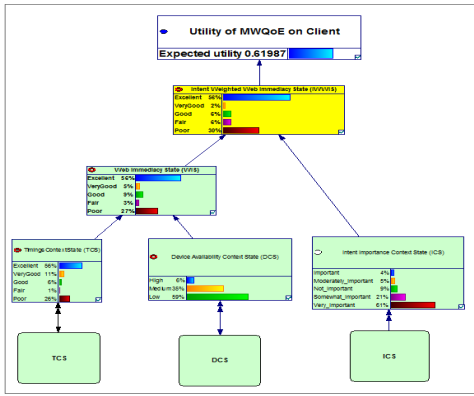 Utility of MWQoE on Client
Expected utility 0.61987
Intent Weighted Web Immediacy State (IWWIS)
Excellent 56%
VeryGood 2%
Good 6%
Fair 6%
Poor 30%
Web Immediacy State (WIS)
Excellent 56%
VeryGood 5%
Good 9%
Fair 3%
Poor 27%
Timings ContextState (TCS)
Excellent 56%
VeryGood 11%
Good 6%
Fair 1%
Poor 26%
Device Availability Context State (DCS)
High 6%
Medium 35%
Low 59%
Intent Importance Context State (ICS)
Important 4%
Moderately_Important 5%
Not_Important 9%
Somewhat_Important 21%
Very_Important 61%
TCS
DCS
ICS